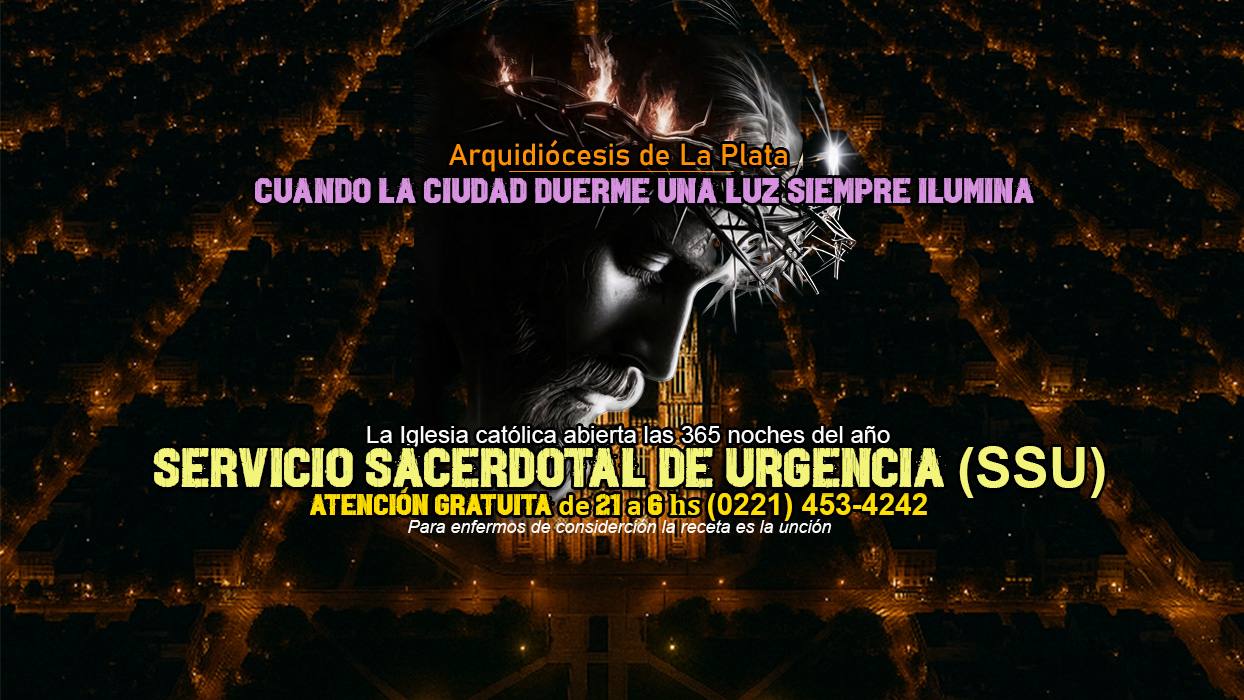 Arquidiócesis de La Plata
CUANDO LA CIUDAD DUERME UNA LUZ SIEMPRE ILUMINA
La Iglesia católica abierta las 365 noches del año
SERVICIO SACERDOTAL DE URGENCIA (SSU)
ATENCIÓN GRATUITA de 21 a 6 hs (0221) 453-4242
Para enfermos de considerción la receta es la unción